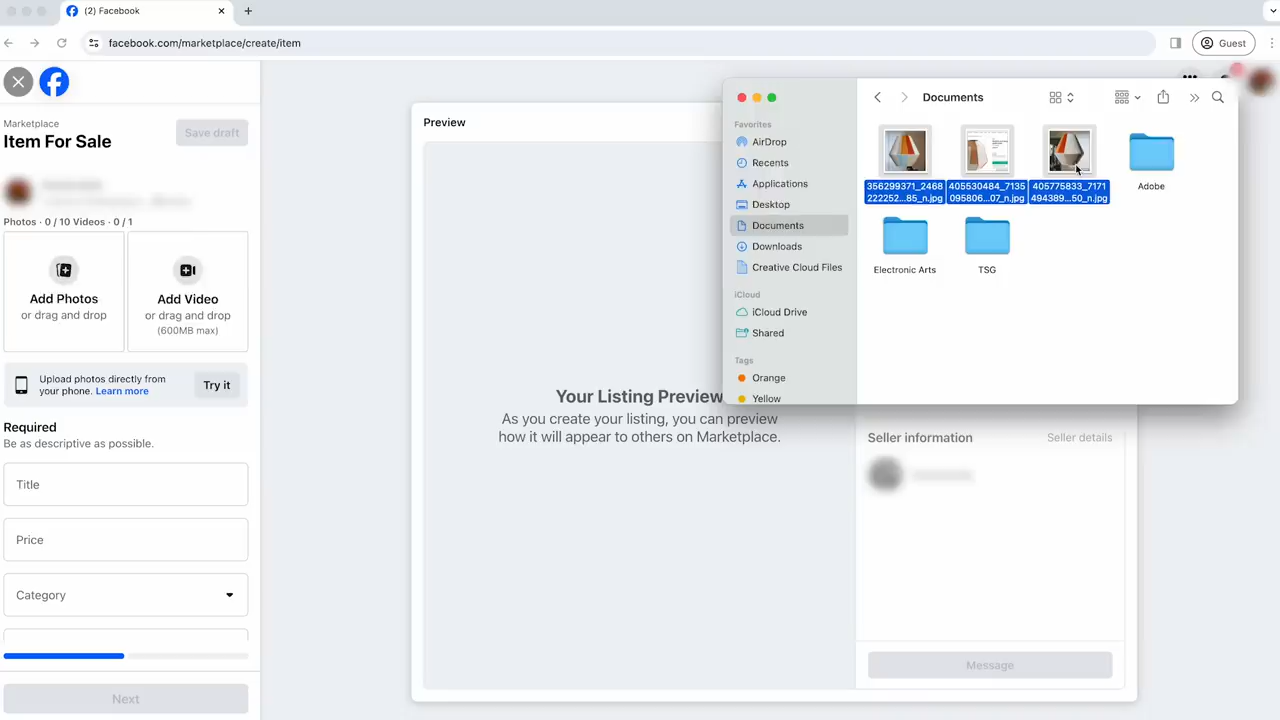 (2) Facebook
facebook.com/marketplace/create/item
Guest
Marketplace
Item For Sale
Save draft
Photos · 0 / 10 Videos · 0 / 1
Add Photos
or drag and drop
Add Video
or drag and drop
(600MB max)
Upload photos directly from
your phone. Learn more
Try it
Required
Be as descriptive as possible.
Title
Price
Category
Next
Preview
Your Listing Preview
As you create your listing, you can preview
how it will appear to others on Marketplace.
Documents
Favorites
AirDrop
Recents
Applications
Desktop
Documents
Downloads
Creative Cloud Files
iCloud
iCloud Drive
Shared
Tags
Orange
Yellow
356299371_2468
222252...85_n.jpg
405530484_7135
095806...07_n.jpg
405775833_7171
494389...50_n.jpg
Adobe
Electronic Arts
TSG
Seller information
Seller details
Message